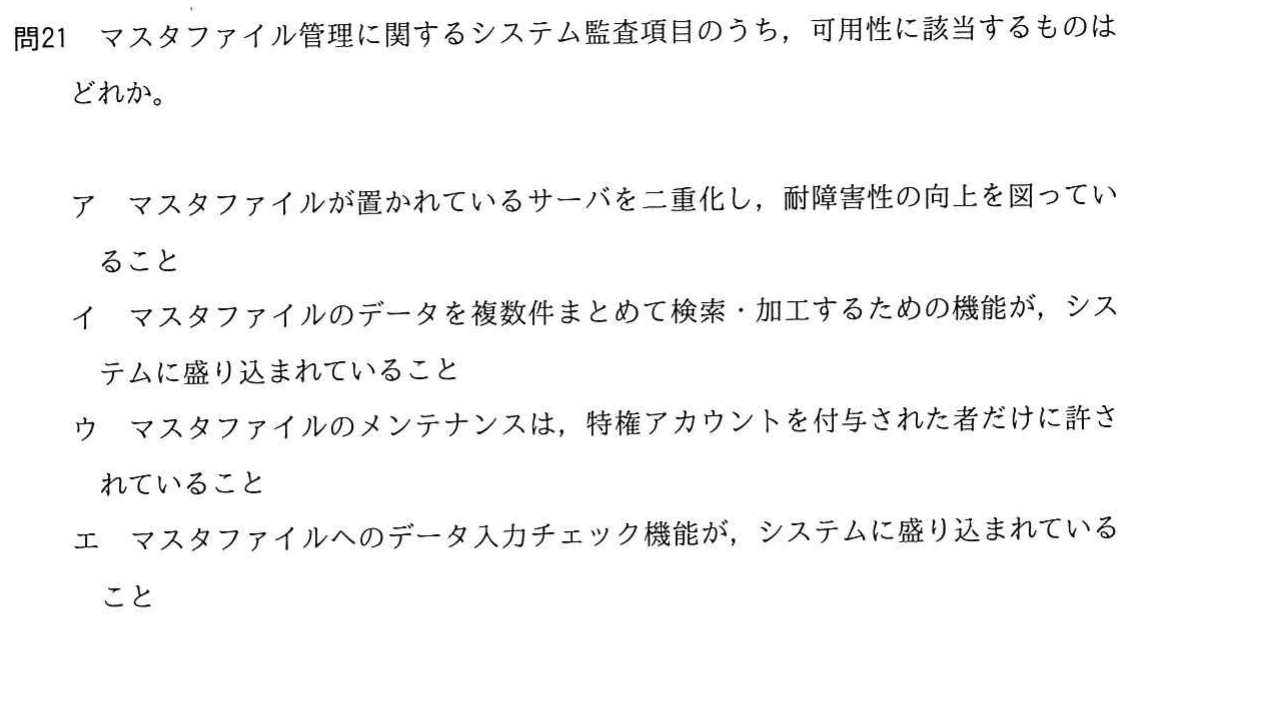 問21　マスタファイル管理に関するシステム監査項目のうち，可用性に該当するものは
どれか。
ア　マスタファイルが置かれているサーバを二重化し，耐障害性の向上を図ってい
ること
イ　マスタファイルのデータを複数件まとめて検索・加工するための機能が，シス
テムに盛り込まれていること
ウ　マスタファイルのメンテナンスは，特権アカウントを付与された者だけに許さ
れていること
エ　マスタファイルへのデータ入力チェック機能が，システムに盛り込まれている
こと